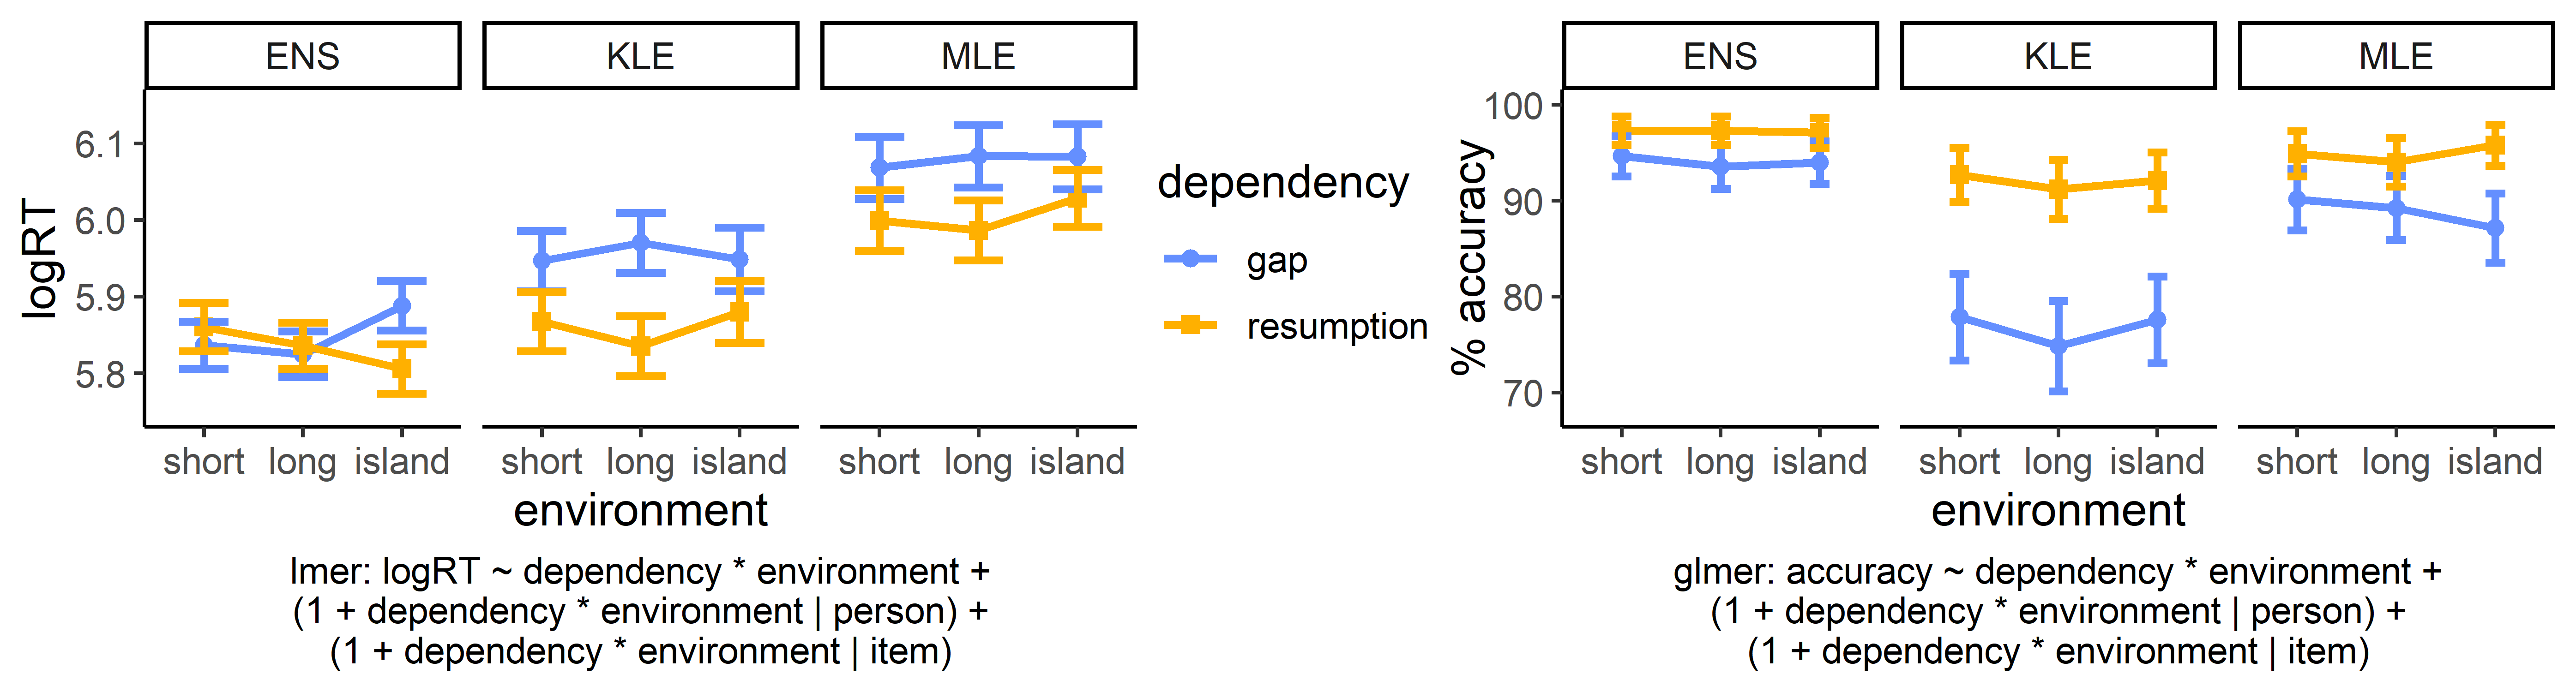 ENS KLE MLE
logRT
6.1
6.0
5.9
5.8
short long island short long island short long island
environment
lmer: logRT ~ dependency * environment +
(1 + dependency * environment | person) +
(1 + dependency * environment | item)
dependency
gap
resumption
ENS KLE MLE
% accuracy
100
90
80
70
short long island short long island short long island
environment
glmer: accuracy ~ dependency * environment +
(1 + dependency * environment | person) +
(1 + dependency * environment | item)